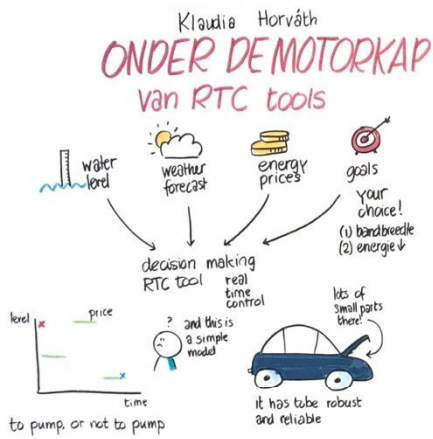 Klaudia Horváth
ONDER DE MOTORKAP
van RTC tools
water
level
weather
forecast
energy
prices
goals
your
choice!
(1) bandbreedte
(2) energie ↓
decision making
RTC tool
real
time
control
level
price
time
to pump, or not to pump
?
and this is
a simple
model
lots of
small parts
there!
it has to be robust
and reliable